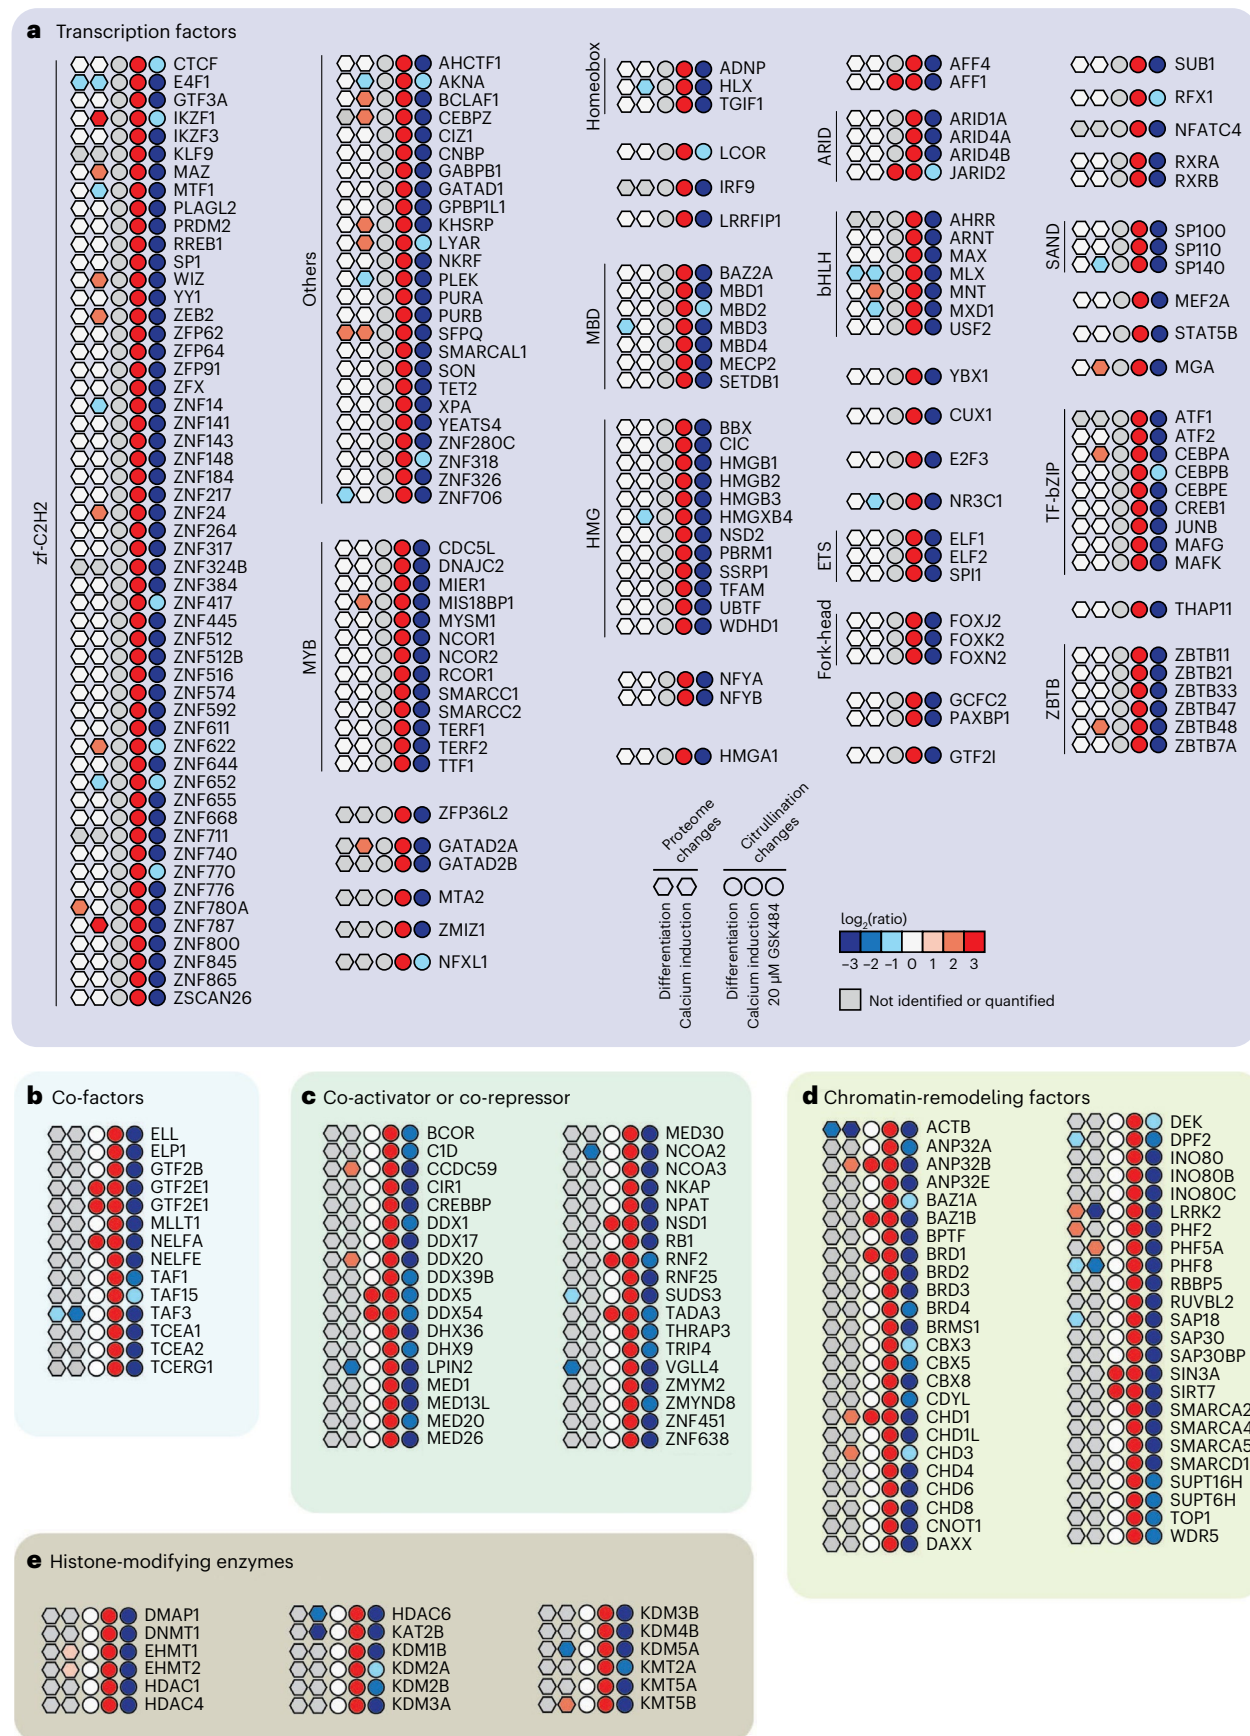 a Transcription factors
zf-C2H2
CTCF
E4F1
GTF3A
IKZF1
IKZF3
KLF9
MAZ
MTF1
PLAGL2
PRDM2
RREB1
SP1
WIZ
YY1
ZEB2
ZFP62
ZFP64
ZFP91
ZFX
ZNF14
ZNF141
ZNF143
ZNF148
ZNF184
ZNF217
ZNF24
ZNF264
ZNF317
ZNF324B
ZNF384
ZNF417
ZNF445
ZNF512
ZNF512B
ZNF516
ZNF574
ZNF592
ZNF611
ZNF622
ZNF644
ZNF652
ZNF655
ZNF668
ZNF711
ZNF740
ZNF770
ZNF776
ZNF780A
ZNF787
ZNF800
ZNF845
ZNF865
ZSCAN26
Others
AHCTF1
AKNA
BCLAF1
CEBPZ
CIZ1
CNBP
GABPB1
GATAD1
GPBP1L1
KHSRP
LYAR
NKRF
PLEK
PURA
PURB
SFPQ
SMARCAL1
SON
TET2
XPA
YEATS4
ZNF280C
ZNF318
ZNF326
ZNF706
MYB
CDC5L
DNAJC2
MIER1
MIS18BP1
MYSM1
NCOR1
NCOR2
RCOR1
SMARCC1
SMARCC2
TERF1
TERF2
TTF1
ZFP36L2
GATAD2A
GATAD2B
MTA2
ZMIZ1
NFXL1
Homeobox
ADNP
HLX
TGIF1
LCOR
IRF9
LRRFIP1
MBD
BAZ2A
MBD1
MBD2
MBD3
MBD4
MECP2
SETDB1
HMG
BBX
CIC
HMGB1
HMGB2
HMGB3
HMGXB4
NSD2
PBRM1
SSRP1
TFAM
UBTF
WDHD1
NFYA
NFYB
HMGA1
AFF4
AFF1
ARID
ARID1A
ARID4A
ARID4B
JARID2
bHLH
AHRR
ARNT
MAX
MLX
MNT
MXD1
USF2
YBX1
CUX1
E2F3
NR3C1
ETS
ELF1
ELF2
SPI1
Fork-head
FOXJ2
FOXK2
FOXN2
GCFC2
PAXBP1
GTF2I
SUB1
RFX1
NFATC4
RXRA
RXRB
SAND
SP100
SP110
SP140
MEF2A
STAT5B
MGA
TF-bZIP
ATF1
ATF2
CEBPA
CEBPB
CEBPE
CREB1
JUNB
MAFG
MAFK
THAP11
ZBTB
ZBTB11
ZBTB21
ZBTB33
ZBTB47
ZBTB48
ZBTB7A
Proteome changes
Citrullination changes
Differentiation
Calcium induction
Differentiation
Calcium induction
20 µM GSK484
log2(ratio)
−3 −2 −1 0 1 2 3
Not identified or quantified
b Co-factors
ELL
ELP1
GTF2B
GTF2E1
GTF2E1
MLLT1
NELFA
NELFE
TAF1
TAF15
TAF3
TCEA1
TCEA2
TCERG1
c Co-activator or co-repressor
BCOR
C1D
CCDC59
CIR1
CREBBP
DDX1
DDX17
DDX20
DDX39B
DDX5
DDX54
DHX36
DHX9
LPIN2
MED1
MED13L
MED20
MED26
MED30
NCOA2
NCOA3
NKAP
NPAT
NSD1
RB1
RNF2
RNF25
SUDS3
TADA3
THRAP3
TRIP4
VGLL4
ZMYM2
ZMYND8
ZNF451
ZNF638
d Chromatin-remodeling factors
ACTB
ANP32A
ANP32B
ANP32E
BAZ1A
BAZ1B
BPTF
BRD1
BRD2
BRD3
BRD4
BRMS1
CBX3
CBX5
CBX8
CDYL
CHD1
CHD1L
CHD3
CHD4
CHD6
CHD8
CNOT1
DAXX
DEK
DPF2
INO80
INO80B
INO80C
LRRK2
PHF2
PHF5A
PHF8
RBBP5
RUVBL2
SAP18
SAP30
SAP30BP
SIN3A
SIRT7
SMARCA2
SMARCA4
SMARCA5
SMARCD1
SUPT16H
SUPT6H
TOP1
WDR5
e Histone-modifying enzymes
DMAP1
DNMT1
EHMT1
EHMT2
HDAC1
HDAC4
HDAC6
KAT2B
KDM1B
KDM2A
KDM2B
KDM3A
KDM3B
KDM4B
KDM5A
KMT2A
KMT5A
KMT5B